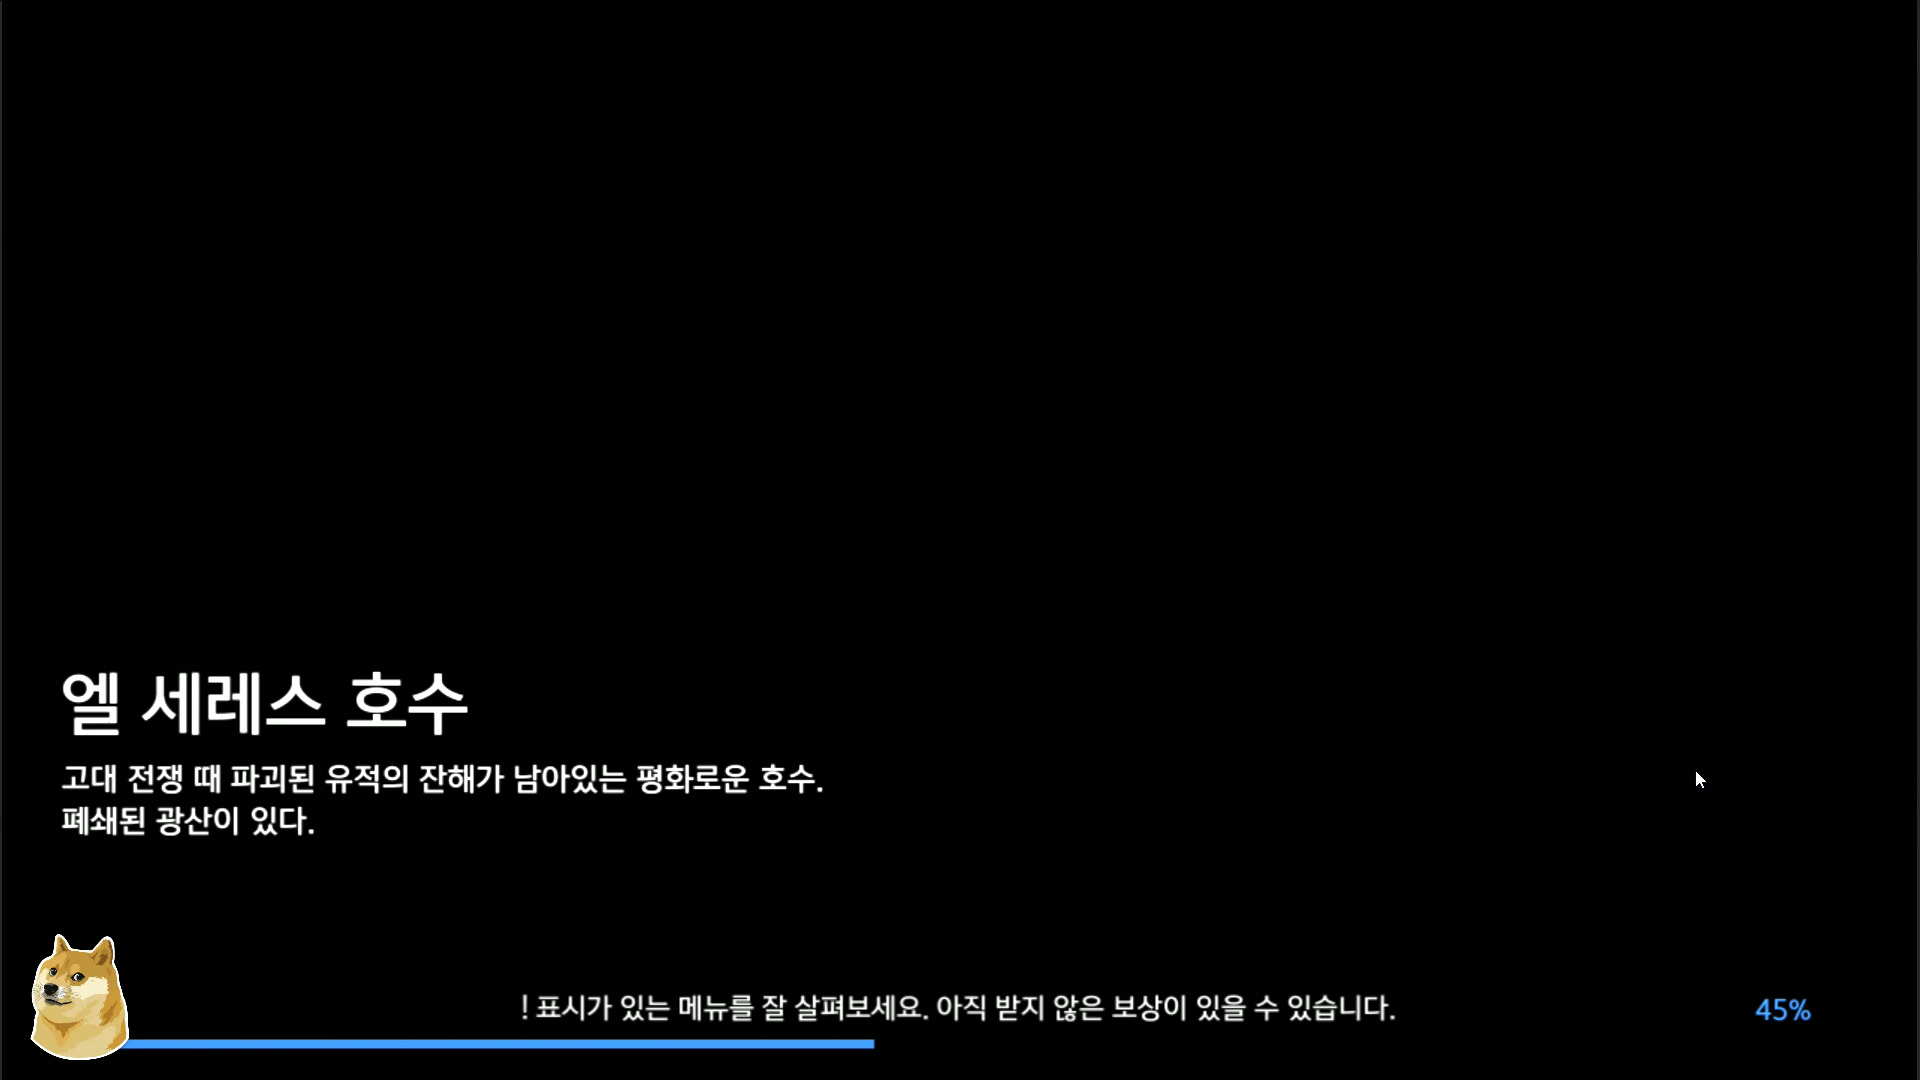 엘 세레스 호수
고대 전쟁 때 파괴된 유적의 잔해가 남아있는 평화로운 호수.
폐쇄된 광산이 있다.
! 표시가 있는 메뉴를 잘 살펴보세요. 아직 받지 않은 보상이 있을 수 있습니다.
45%